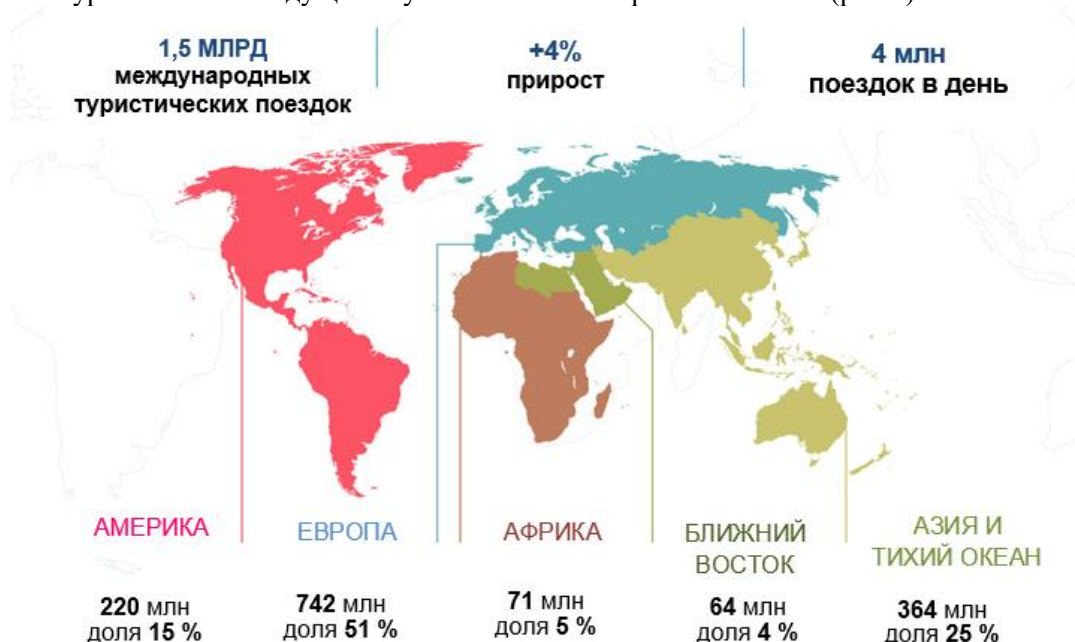 1,5 МЛРД
международных
туристических поездок
+4%
прирост
4 млн
поездок в день
АМЕРИКА
220 млн
доля 15 %
ЕВРОПА
742 млн
доля 51 %
АФРИКА
71 млн
доля 5 %
БЛИЖНИЙ
ВОСТОК
64 млн
доля 4 %
АЗИЯ И
ТИХИЙ ОКЕАН
364 млн
доля 25 %